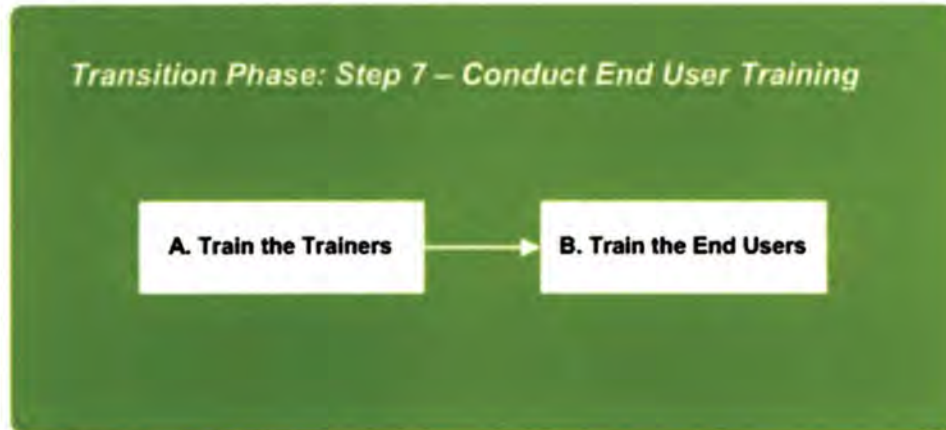 Transition Phase: Step 7 – Conduct End User Training
A. Train the Trainers
B. Train the End Users